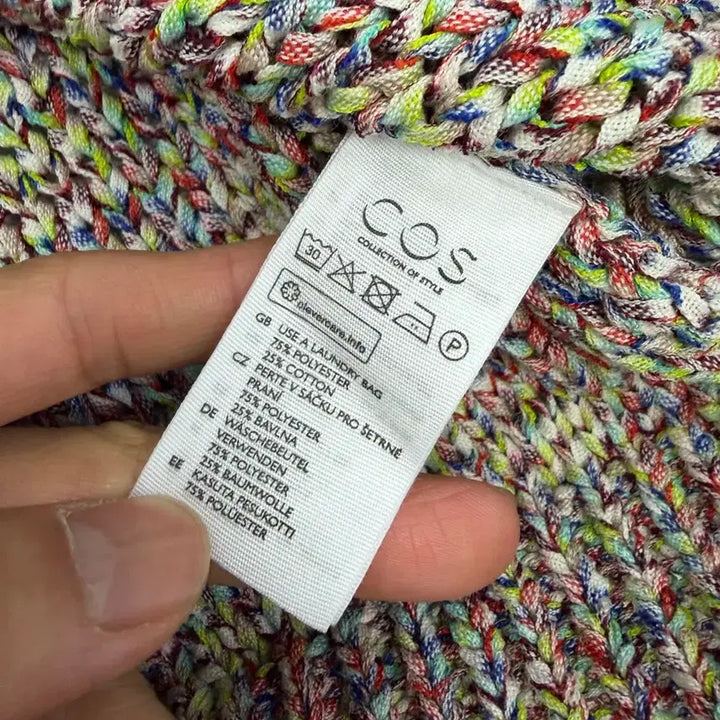 COS
COLLECTION OF STYLE
30
P
clevercare.info
GB USE A LAUNDRY BAG
75% POLYESTER
25% COTTON
CZ PERTE V SÁČKU PRO ŠETRNÉ
PRANÍ
75% POLYESTER
25% BAVLNA
DE WÄSCHEBEUTEL
VERWENDEN
75% POLYESTER
25% BAUMWOLLE
EE KASUTA PESUKOTTI
75% POLÜESTER